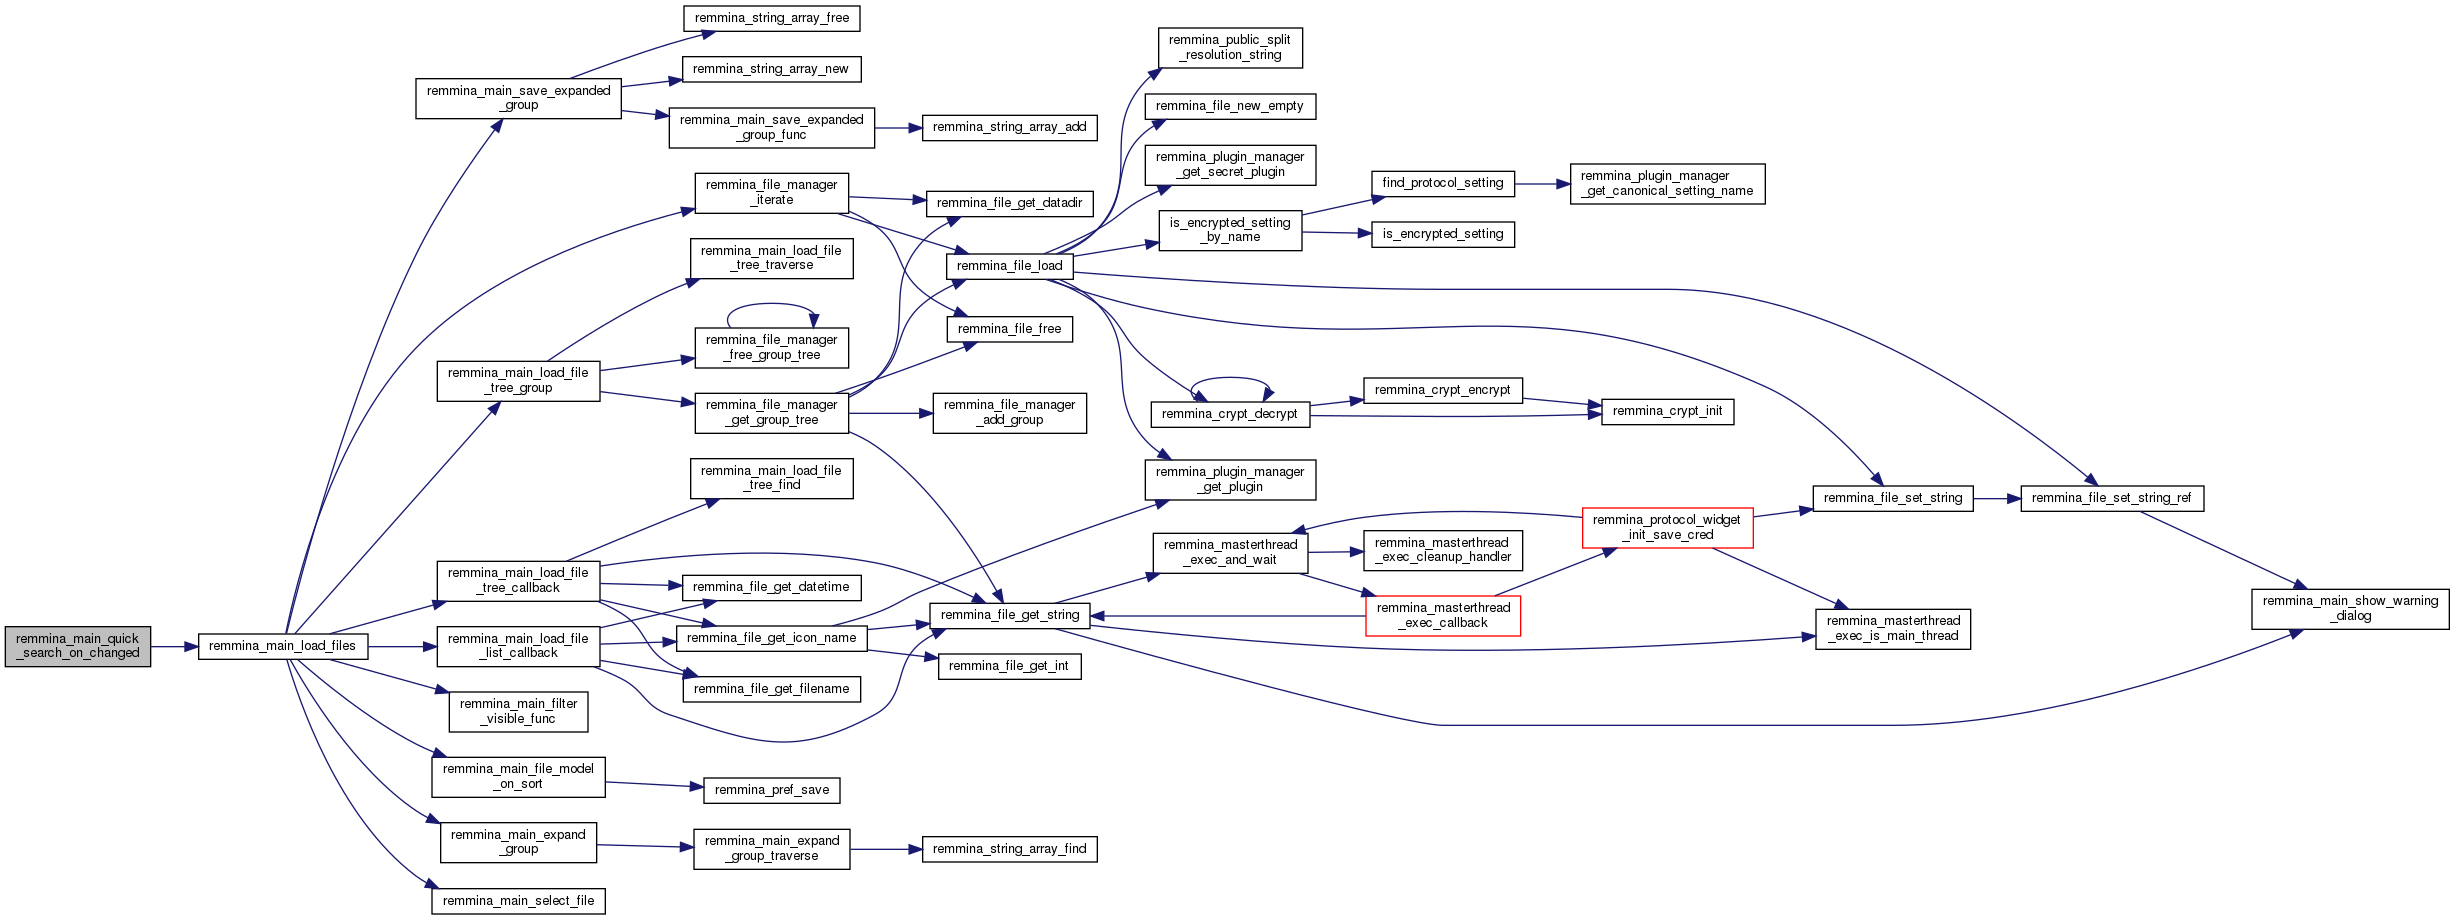 remmina_main_quick
_search_on_changed
remmina_main_load_files
remmina_main_save_expanded
_group
remmina_string_array_free
remmina_string_array_new
remmina_main_save_expanded
_group_func
remmina_string_array_add
remmina_file_manager
_iterate
remmina_file_get_datadir
remmina_file_load
remmina_file_free
remmina_public_split
_resolution_string
remmina_file_new_empty
remmina_plugin_manager
_get_secret_plugin
is_encrypted_setting
_by_name
find_protocol_setting
remmina_plugin_manager
_get_canonical_setting_name
is_encrypted_setting
remmina_crypt_decrypt
remmina_crypt_encrypt
remmina_crypt_init
remmina_plugin_manager
_get_plugin
remmina_file_set_string
remmina_file_set_string_ref
remmina_main_show_warning
_dialog
remmina_main_load_file
_tree_group
remmina_main_load_file
_tree_traverse
remmina_file_manager
_free_group_tree
remmina_file_manager
_get_group_tree
remmina_file_manager
_add_group
remmina_main_load_file
_tree_callback
remmina_main_load_file
_tree_find
remmina_file_get_datetime
remmina_file_get_icon_name
remmina_file_get_filename
remmina_file_get_string
remmina_file_get_int
remmina_masterthread
_exec_and_wait
remmina_masterthread
_exec_cleanup_handler
remmina_masterthread
_exec_callback
remmina_protocol_widget
_init_save_cred
remmina_masterthread
_exec_is_main_thread
remmina_main_load_file
_list_callback
remmina_main_filter
_visible_func
remmina_main_file_model
_on_sort
remmina_pref_save
remmina_main_expand
_group
remmina_main_expand
_group_traverse
remmina_string_array_find
remmina_main_select_file